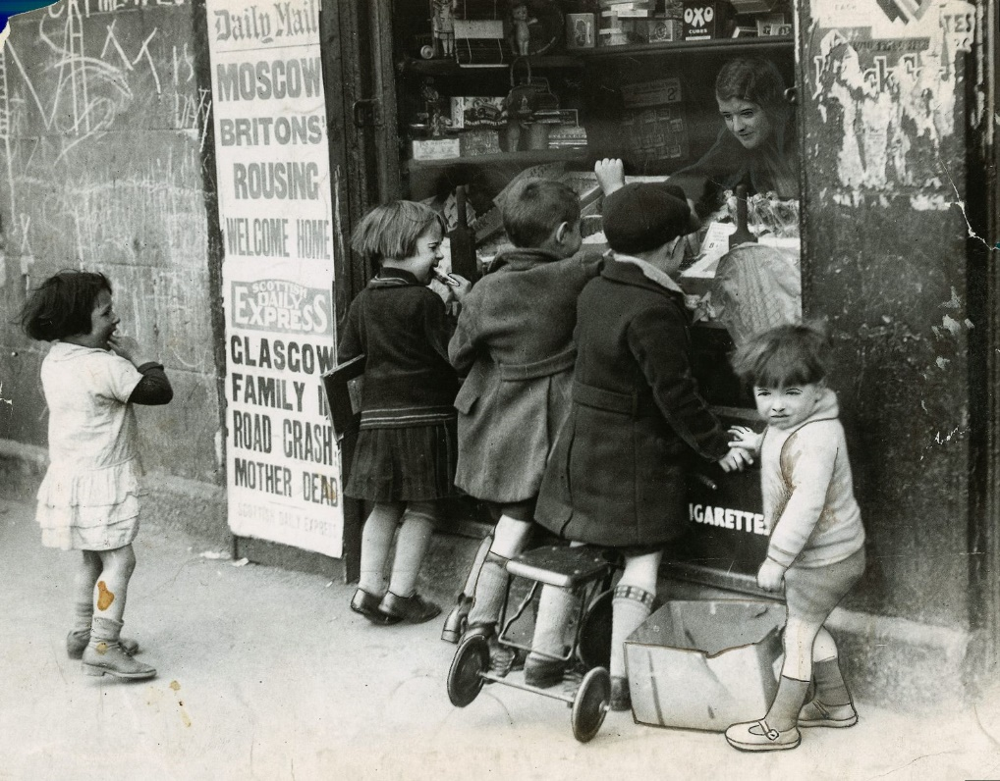 Daily Mail
MOSCOW
BRITONS'
ROUSING
WELCOME HOME
SCOTTISH
DAILY
EXPRESS
GLASGOW
FAMILY IN
ROAD CRASH
MOTHER DEAD
SCOTTISH DAILY EXPRESS
OXO
CUBES
IGARETTES